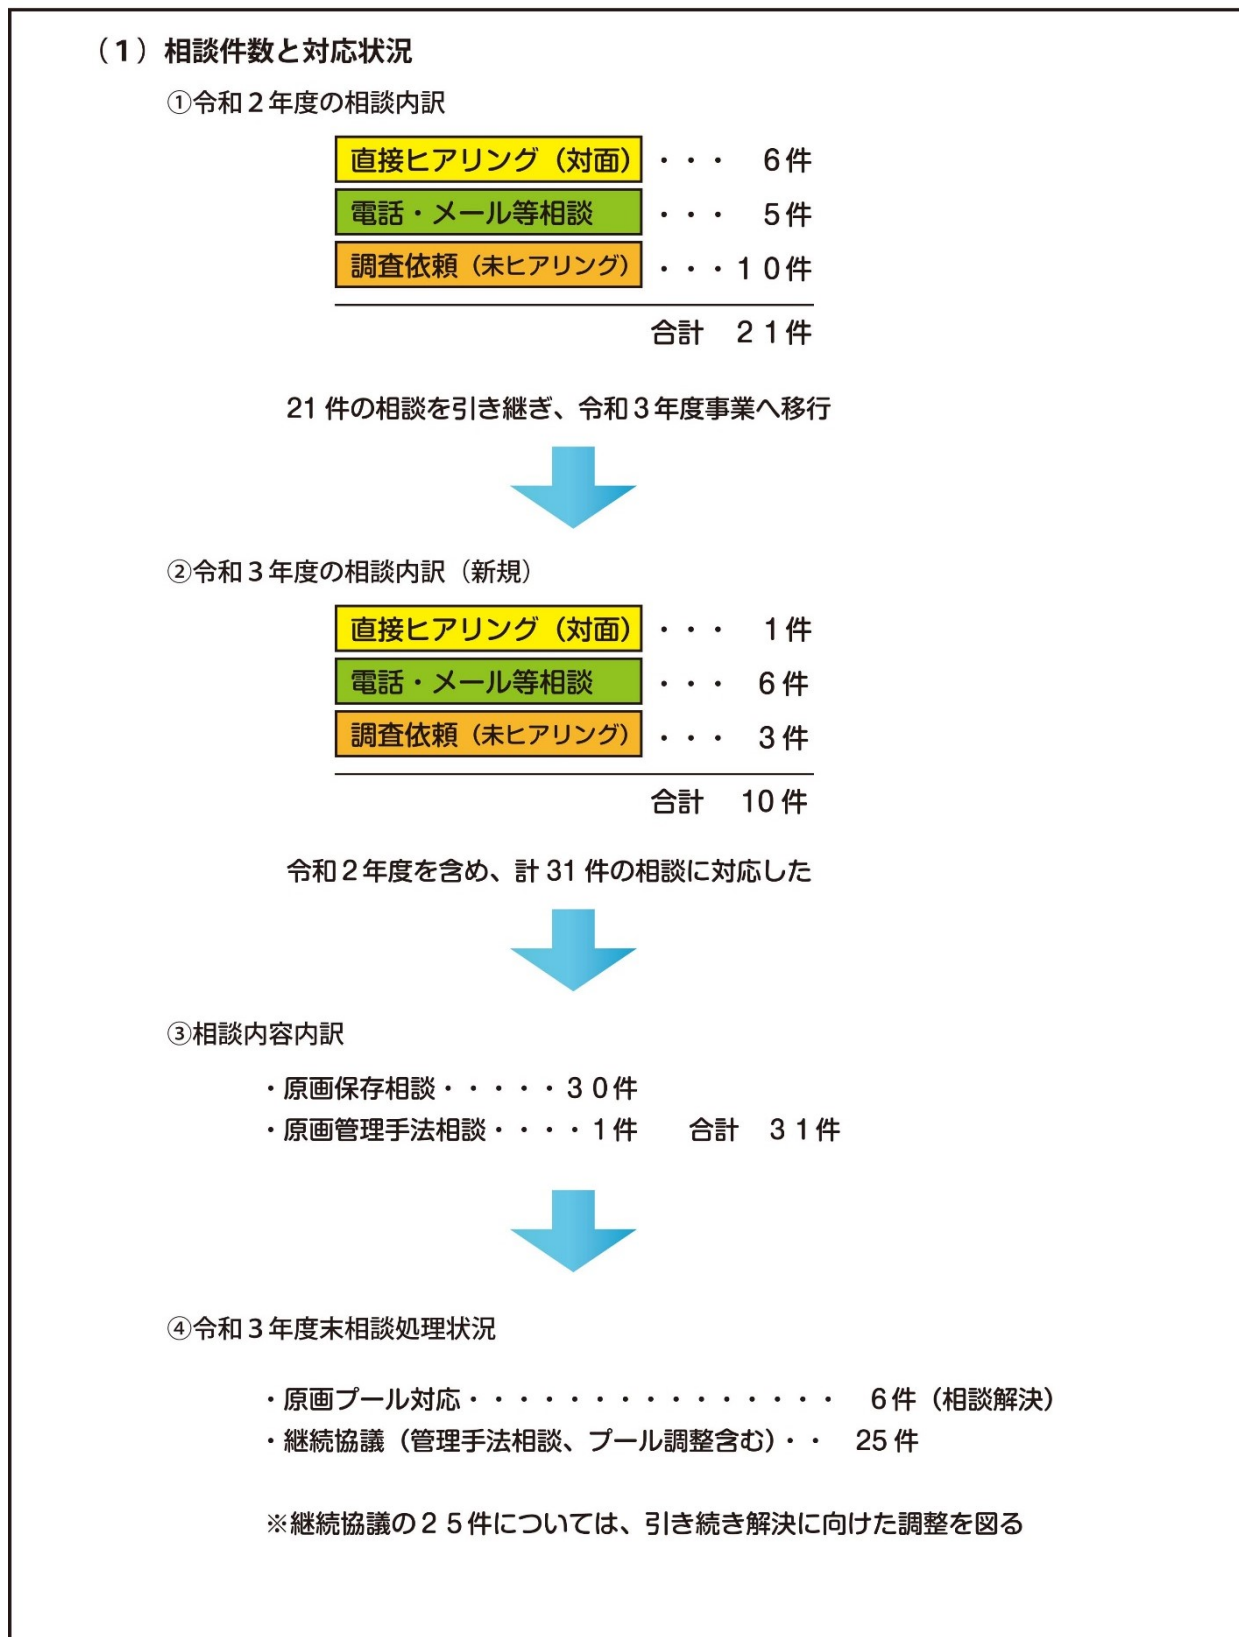 （１）相談件数と対応状況
①令和２年度の相談内訳
直接ヒアリング（対面）・・・　6件
電話・メール等相談・・・　5件
調査依頼（未ヒアリング）・・・１０件
合計　２１件
21 件の相談を引き継ぎ、令和３年度事業へ移行
②令和３年度の相談内訳（新規）
直接ヒアリング（対面）・・・　1件
電話・メール等相談・・・　6件
調査依頼（未ヒアリング）・・・　3件
合計　10件
令和２年度を含め、計 31 件の相談に対応した
③相談内容内訳
・原画保存相談・・・・・３０件
・原画管理手法相談・・・・１件　合計　３１件
④令和３年度末相談処理状況
・原画プール対応・・・・・・・・・・・・・・・　6件（相談解決）
・継続協議（管理手法相談、プール調整含む）・・　25件
※継続協議の２５件については、引き続き解決に向けた調整を図る